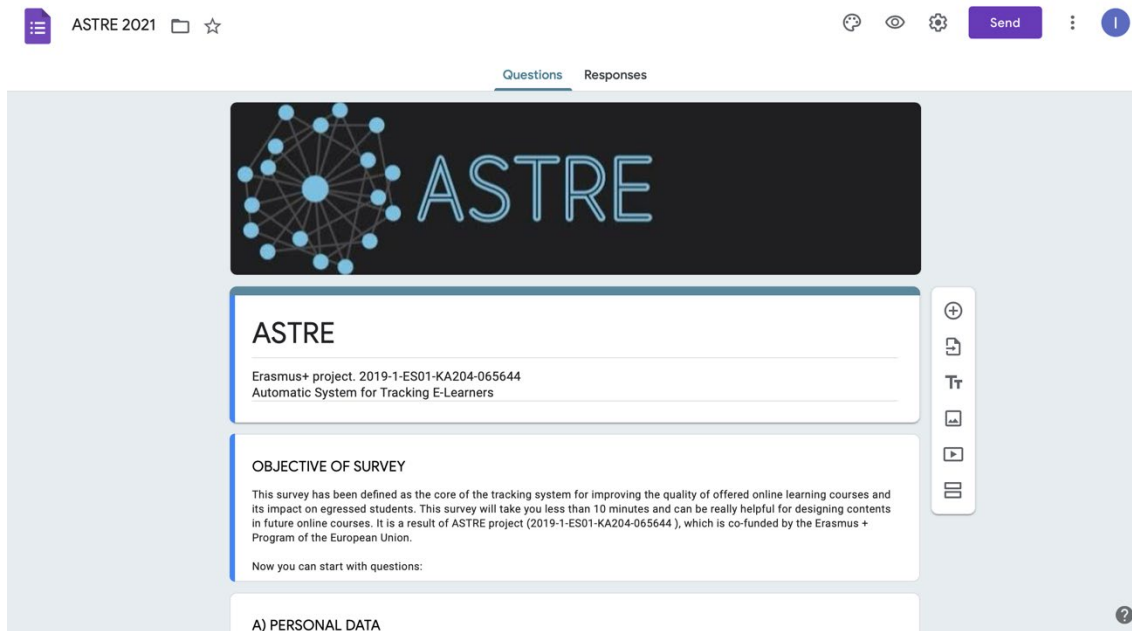 ASTRE 2021
Send
I
Questions
Responses
ASTRE
ASTRE
Erasmus+ project. 2019-1-ES01-KA204-065644
Automatic System for Tracking E-Learners
Tт
OBJECTIVE OF SURVEY
This survey has been defined as the core of the tracking system for improving the quality of offered online learning courses and
its impact on egressed students. This survey will take you less than 10 minutes and can be really helpful for designing contents
in future online courses. It is a result of ASTRE project (2019-1-ES01-KA204-065644 ), which is co-funded by the Erasmus +
Program of the European Union.
Now you can start with questions:
A) PERSONAL DATA
?